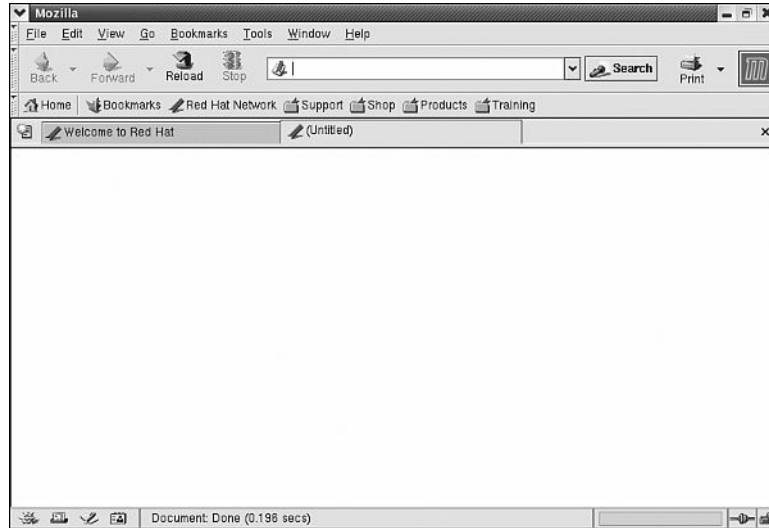 Mozilla
File Edit View Go Bookmarks Tools Window Help
Back Forward Reload Stop Search Print
Home Bookmarks Red Hat Network Support Shop Products Training
Welcome to Red Hat (Untitled)
Document: Done (0.196 secs)